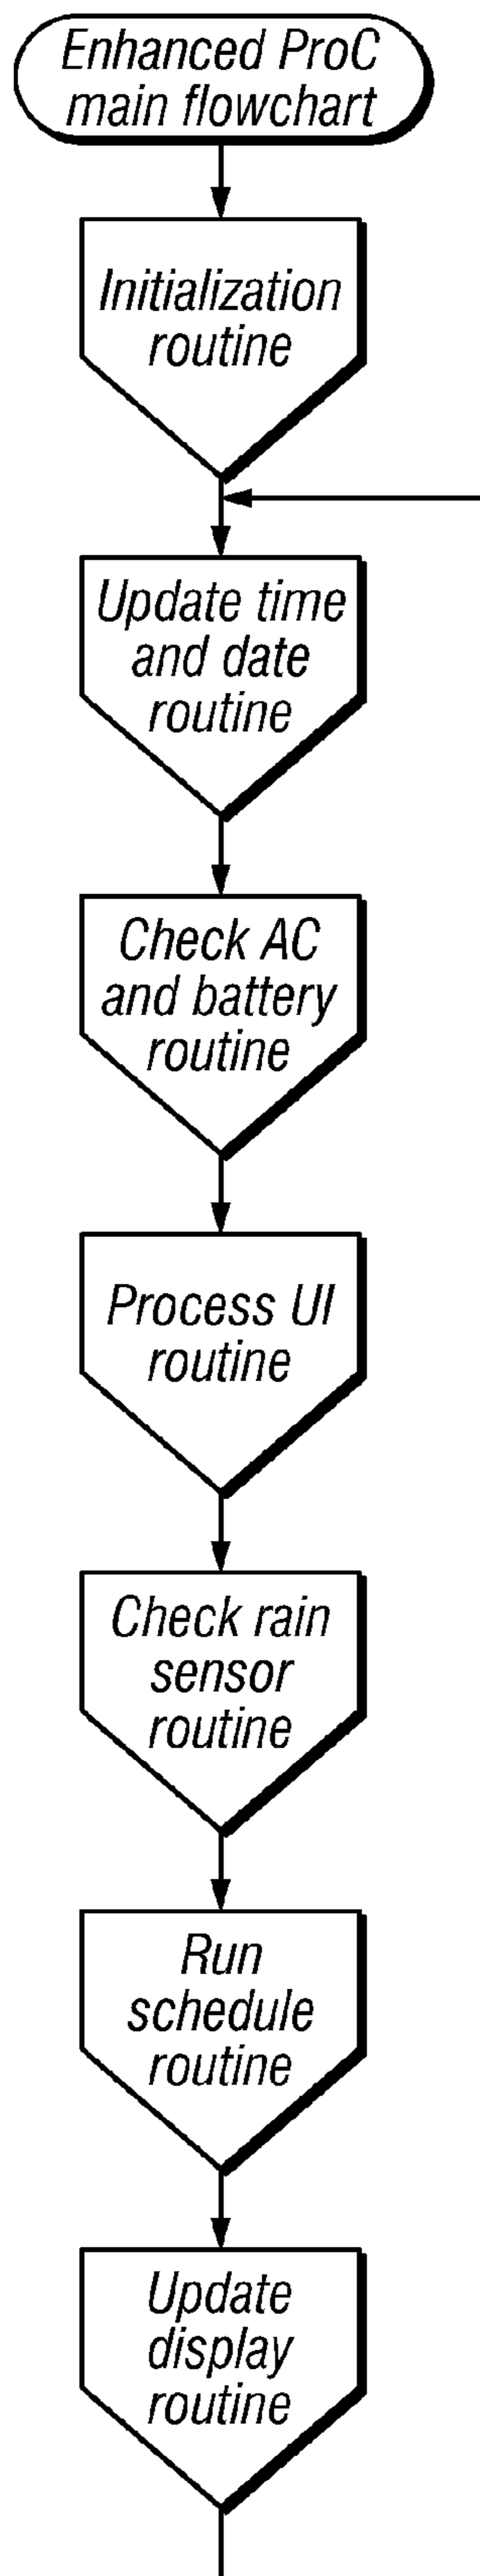 Enhanced ProC
main flowchart
Initialization
routine
Update time
and date
routine
Check AC
and battery
routine
Process UI
routine
Check rain
sensor
routine
Run
schedule
routine
Update
display
routine